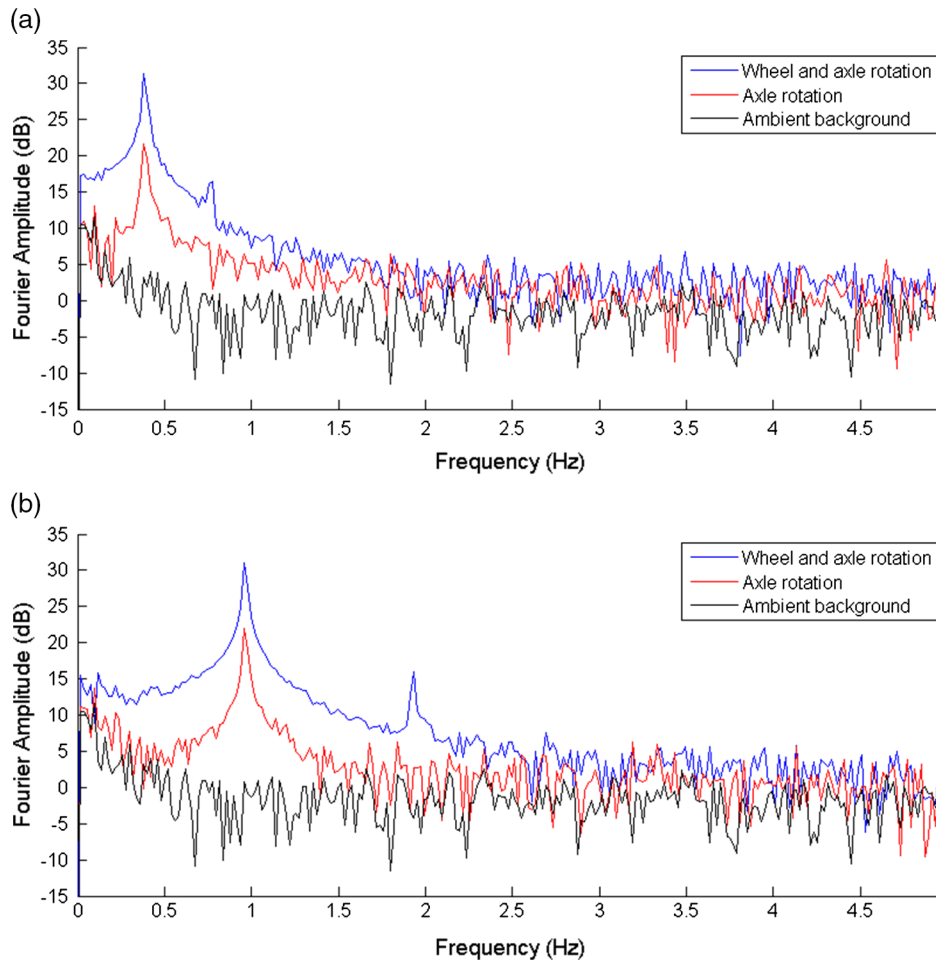 (a)
Fourier Amplitude (dB)
35
30
25
20
15
10
5
0
-5
-10
-15
Wheel and axle rotation
Axle rotation
Ambient background
0 0.5 1 1.5 2 2.5 3 3.5 4 4.5
Frequency (Hz)
(b)
Fourier Amplitude (dB)
35
30
25
20
15
10
5
0
-5
-10
-15
Wheel and axle rotation
Axle rotation
Ambient background
0 0.5 1 1.5 2 2.5 3 3.5 4 4.5
Frequency (Hz)